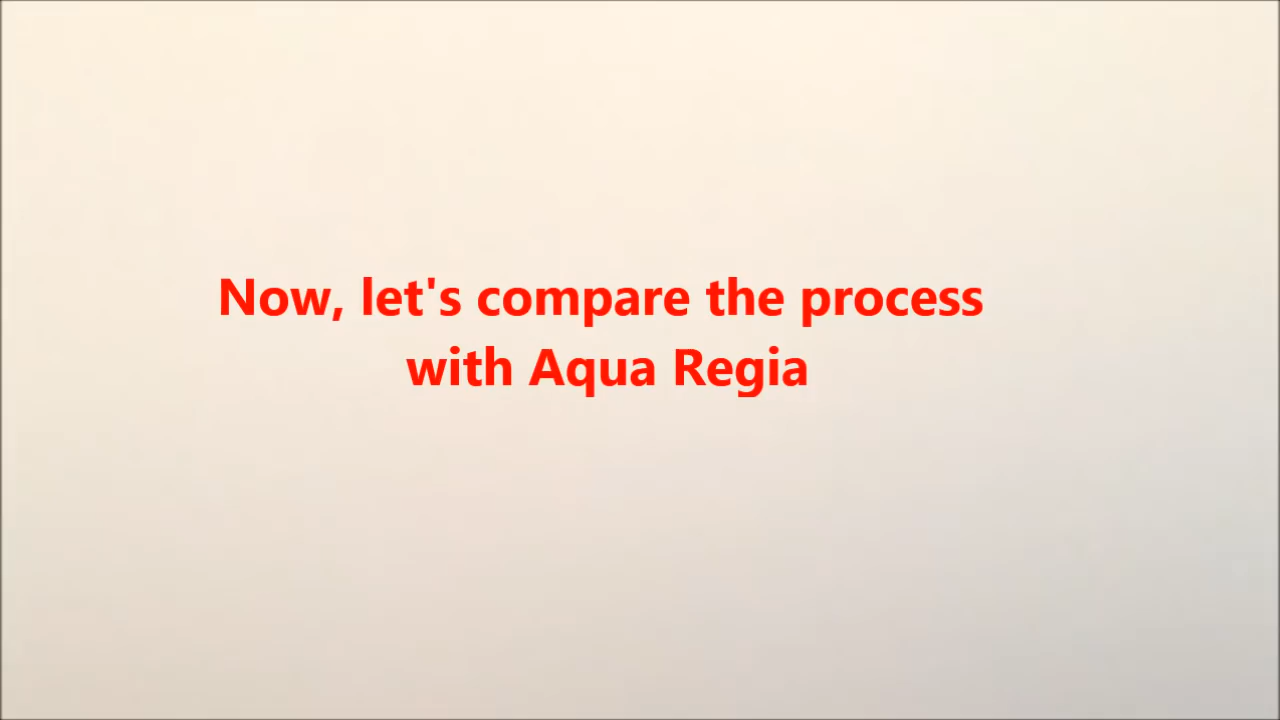 Now, let's compare the process
with Aqua Regia